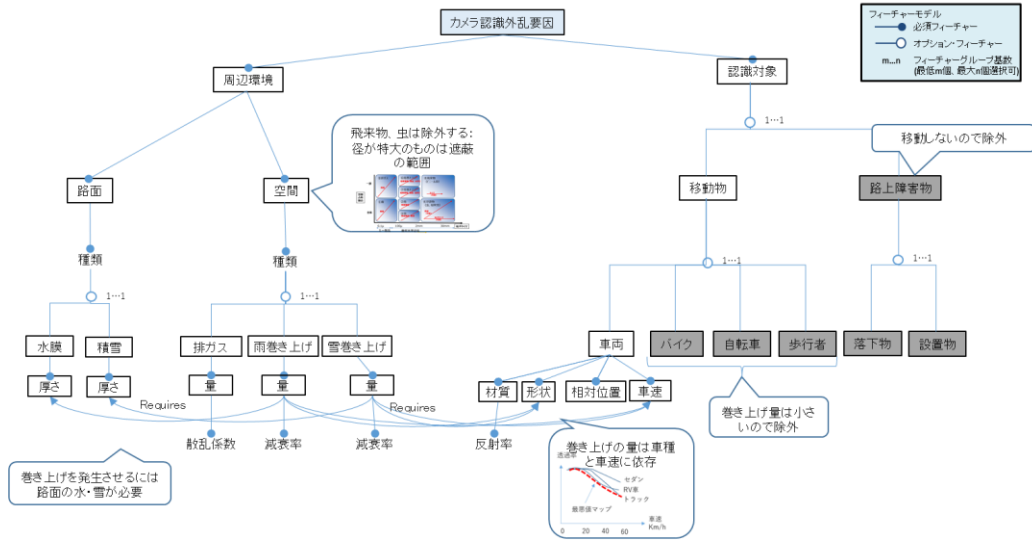 カメラ認識外乱要因
フィーチャーモデル
必須フィーチャー
オプション・フィーチャー
m...n フィーチャーグループ基数
(最低m個、最大n個選択可)
周辺環境
認識対象
1…1
飛来物、虫は除外する:
径が特大のものは遮蔽
の範囲
移動しないので除外
路面
空間
移動物
路上障害物
種類
種類
1…1
1…1
1…1
1…1
水膜
積雪
排ガス
雨巻き上げ
雪巻き上げ
車両
バイク
自転車
歩行者
落下物
設置物
厚さ
厚さ
量
量
量
材質
形状
相対位置
車速
Requires
Requires
巻き上げ量は小さ
いので除外
散乱係数
減衰率
減衰率
反射率
巻き上げを発生させるには
路面の水・雪が必要
巻き上げの量は車種
と車速に依存
透過率
セダン
RV車
トラック
最悪値マップ
0
20
40
60
車速
Km/h